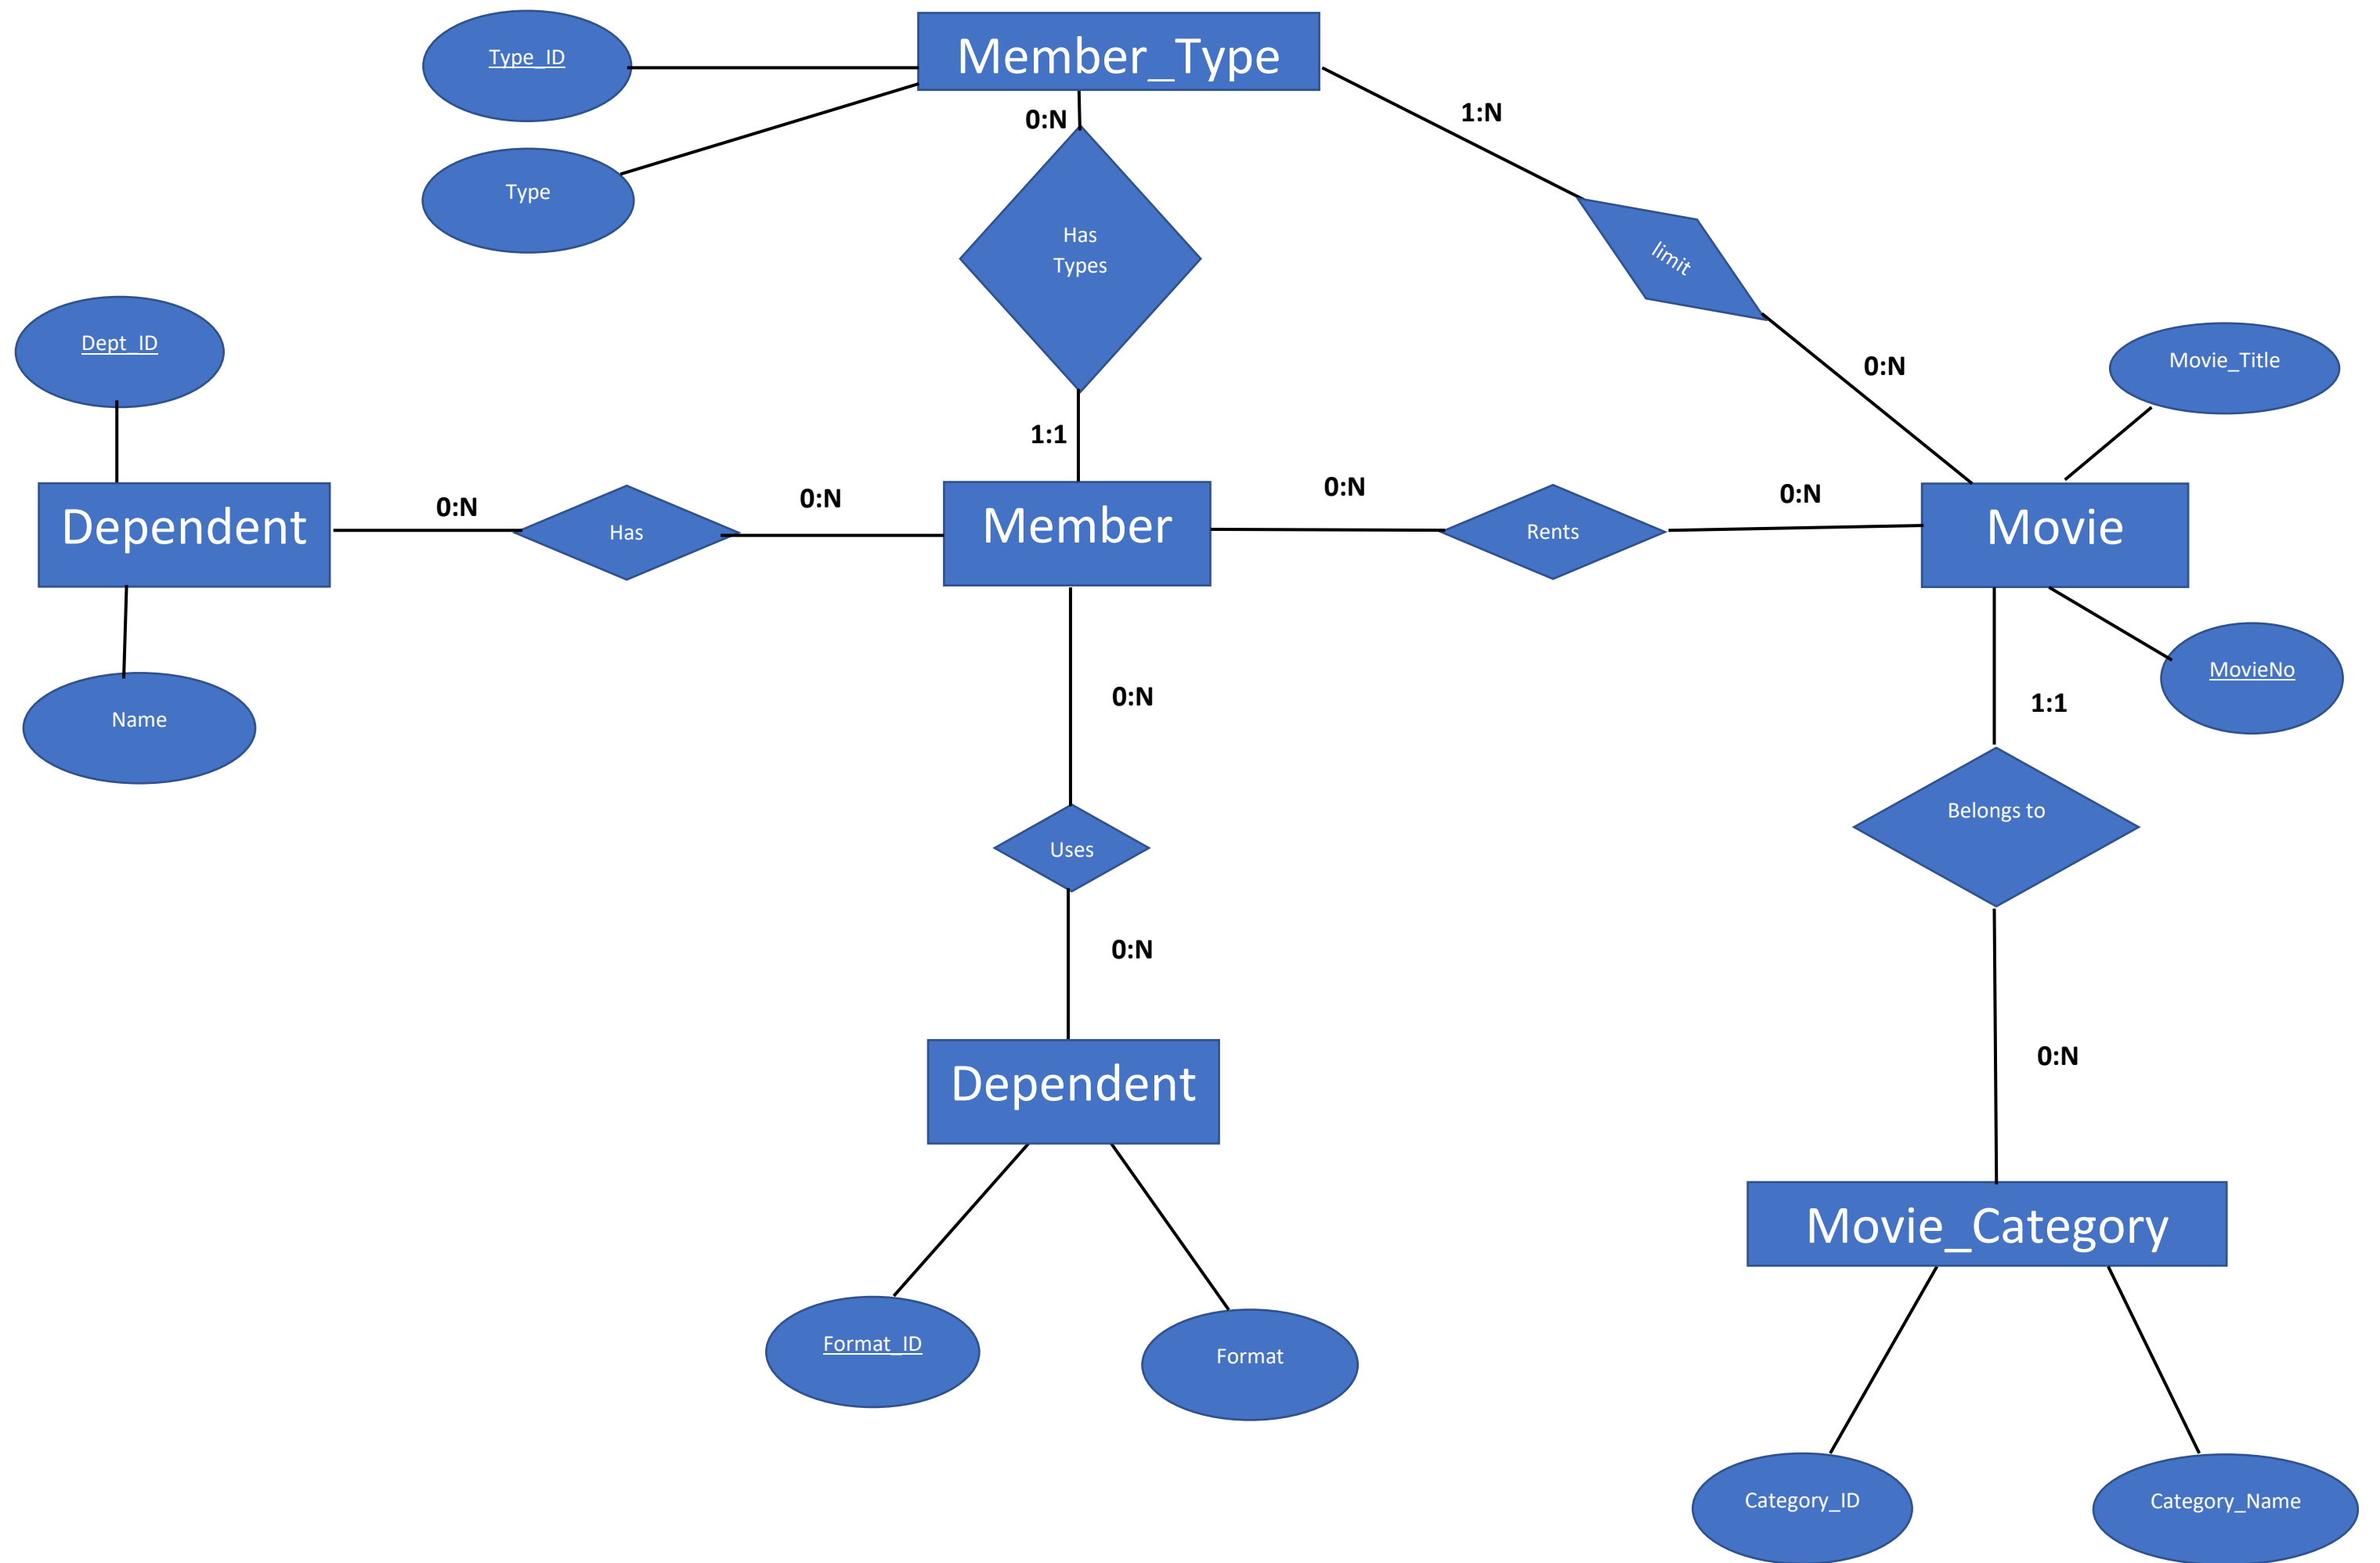 Member_Type
Type_ID
1:N
0:N
Type
Has
Types
limit
Dept_ID
0:N
Movie_Title
1:1
0:N
0:N
0:N
0:N
Dependent
Has
Member
Rents
Movie
MovieNo
0:N
1:1
Name
Belongs to
Uses
0:N
0:N
Dependent
Movie_Category
Format_ID
Format
Category_ID
Category_Name